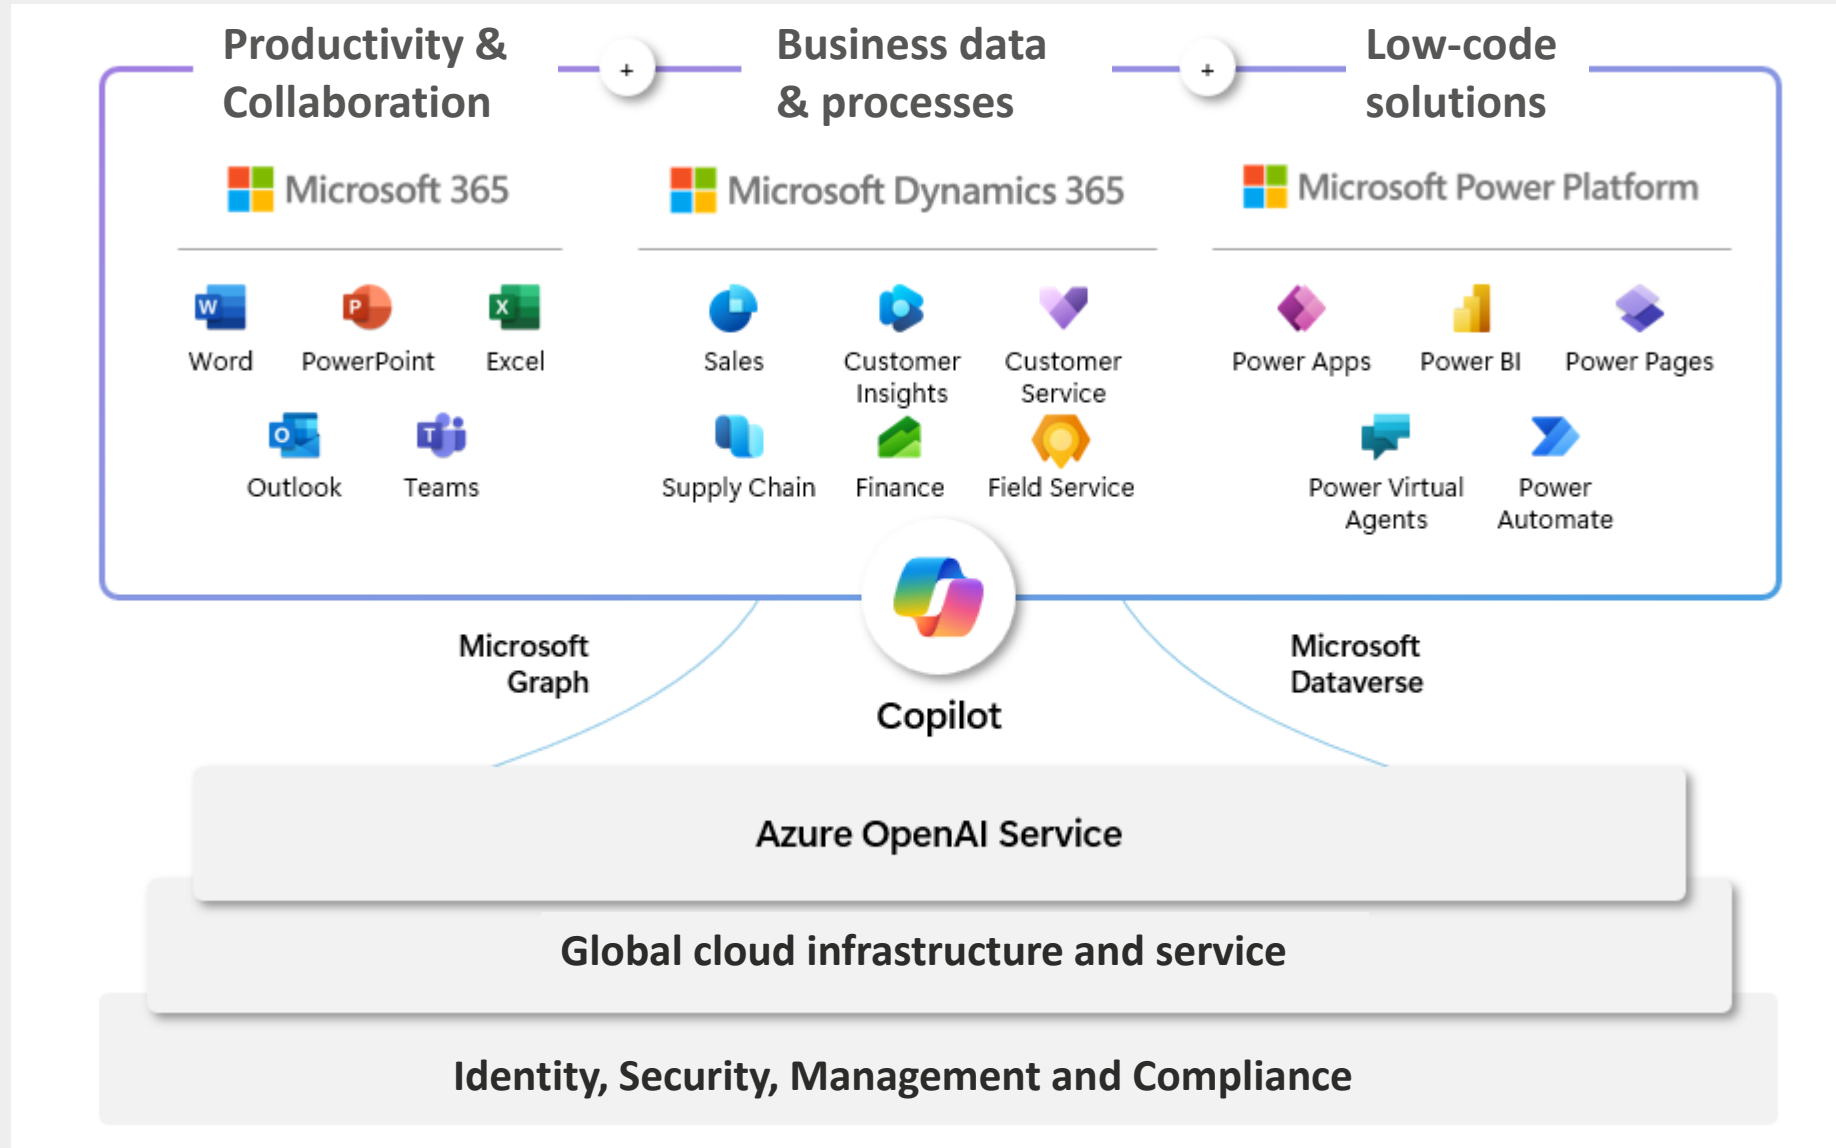 Productivity &
Collaboration
+
Business data
& processes
+
Low-code
solutions
Microsoft 365
Microsoft Dynamics 365
Microsoft Power Platform
W
Word
P
PowerPoint
X
Excel
O
Outlook
T
Teams
Sales
Customer
Insights
Customer
Service
Supply Chain
Finance
Field Service
Power Apps
Power BI
Power Pages
Power Virtual
Agents
Power
Automate
Microsoft
Graph
Copilot
Microsoft
Dataverse
Azure OpenAI Service
Global cloud infrastructure and service
Identity, Security, Management and Compliance